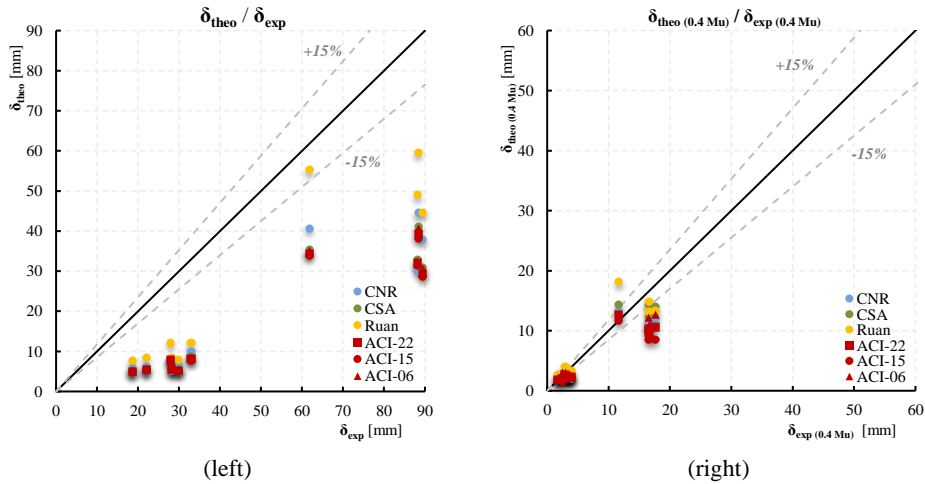 δtheo / δexp
δtheo [mm]
90
80
70
60
50
40
30
20
10
0
+15%
-15%
CNR
CSA
Ruan
ACI-22
ACI-15
ACI-06
0 10 20 30 40 50 60 70 80 90
δexp [mm]
(left)
δtheo (0.4 Mu) / δexp (0.4 Mu)
δtheo (0.4 Mu) [mm]
60
50
40
30
20
10
0
+15%
-15%
CNR
CSA
Ruan
ACI-22
ACI-15
ACI-06
0 10 20 30 40 50 60
δexp (0.4 Mu) [mm]
(right)